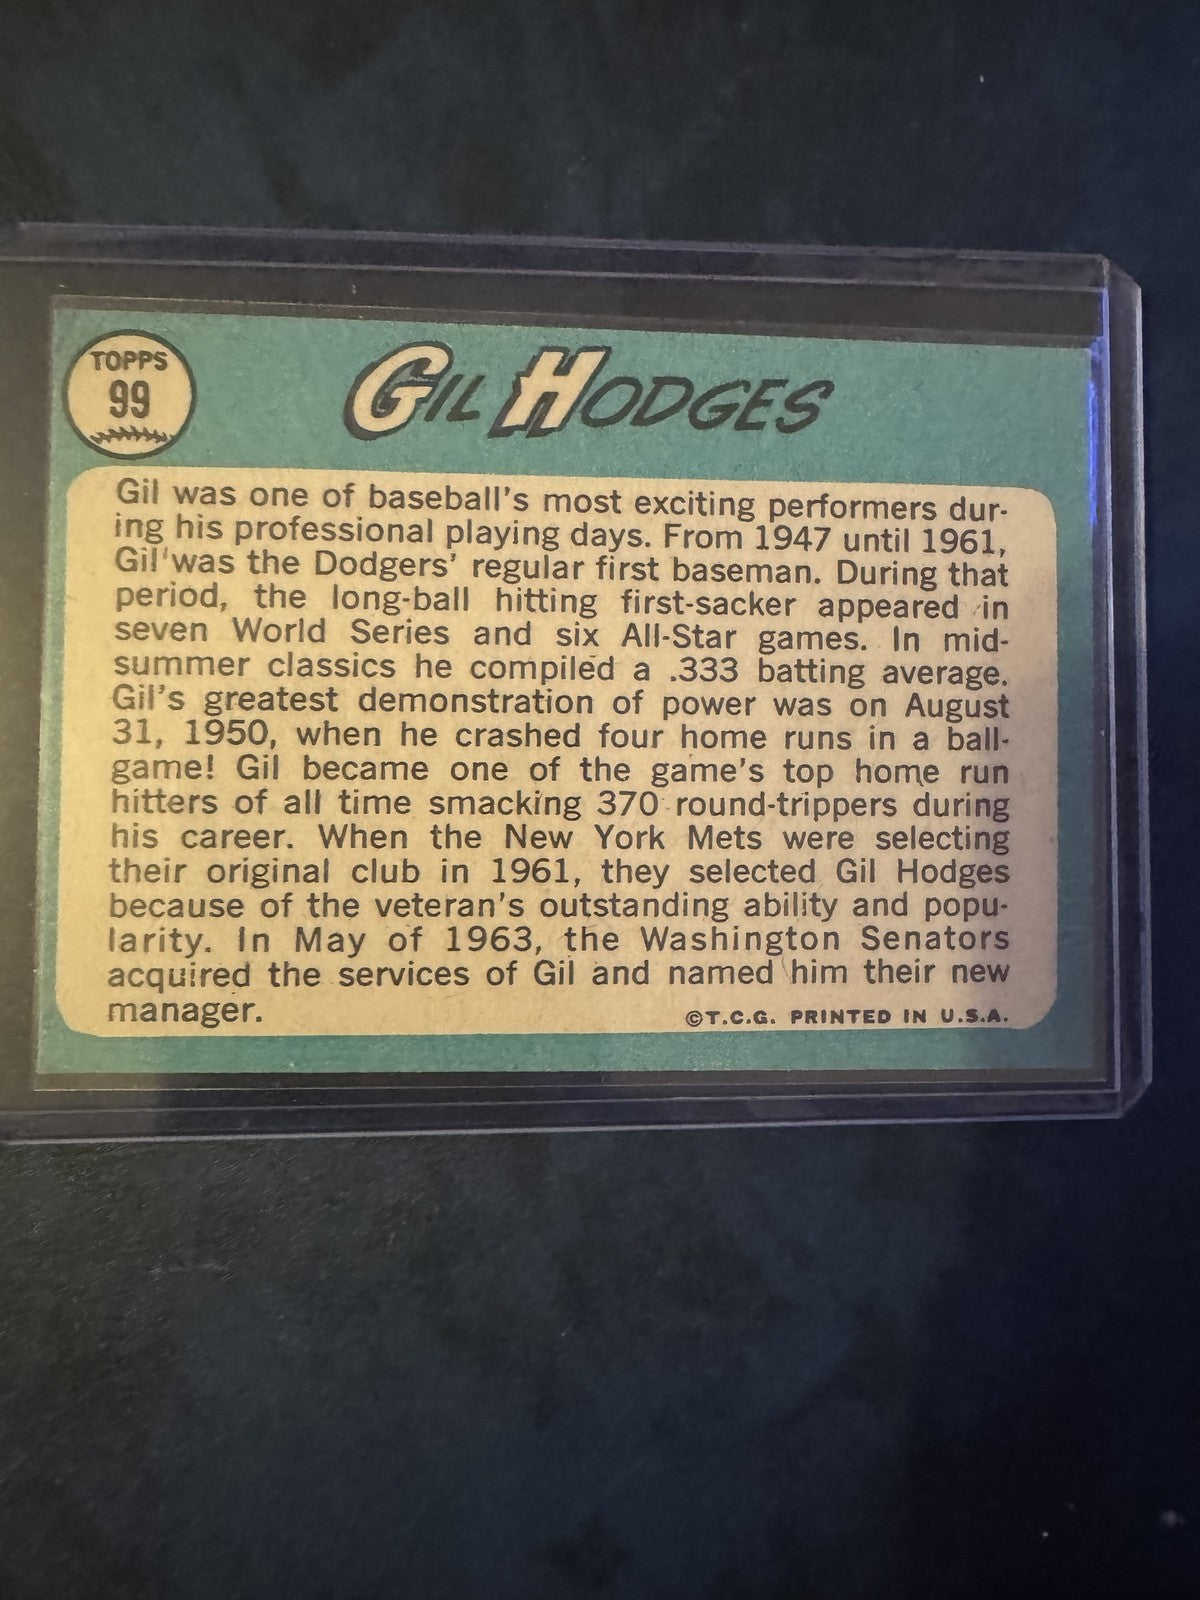 TOPPS
99
GIL HODGES
Gil was one of baseball's most exciting performers dur-
ing his professional playing days. From 1947 until 1961,
Gil was the Dodgers' regular first baseman. During that
period, the long-ball hitting first-sacker appeared in
seven World Series and six All-Star games. In mid-
summer classics he compiled a .333 batting average.
Gil's greatest demonstration of power was on August
31, 1950, when he crashed four home runs in a ball-
game! Gil became one of the game's top home run
hitters of all time smacking 370 round-trippers during
his career. When the New York Mets were selecting
their original club in 1961, they selected Gil Hodges
because of the veteran's outstanding ability and popu-
larity. In May of 1963, the Washington Senators
acquired the services of Gil and named him their new
manager.
©T.C.G. PRINTED IN U.S.A.